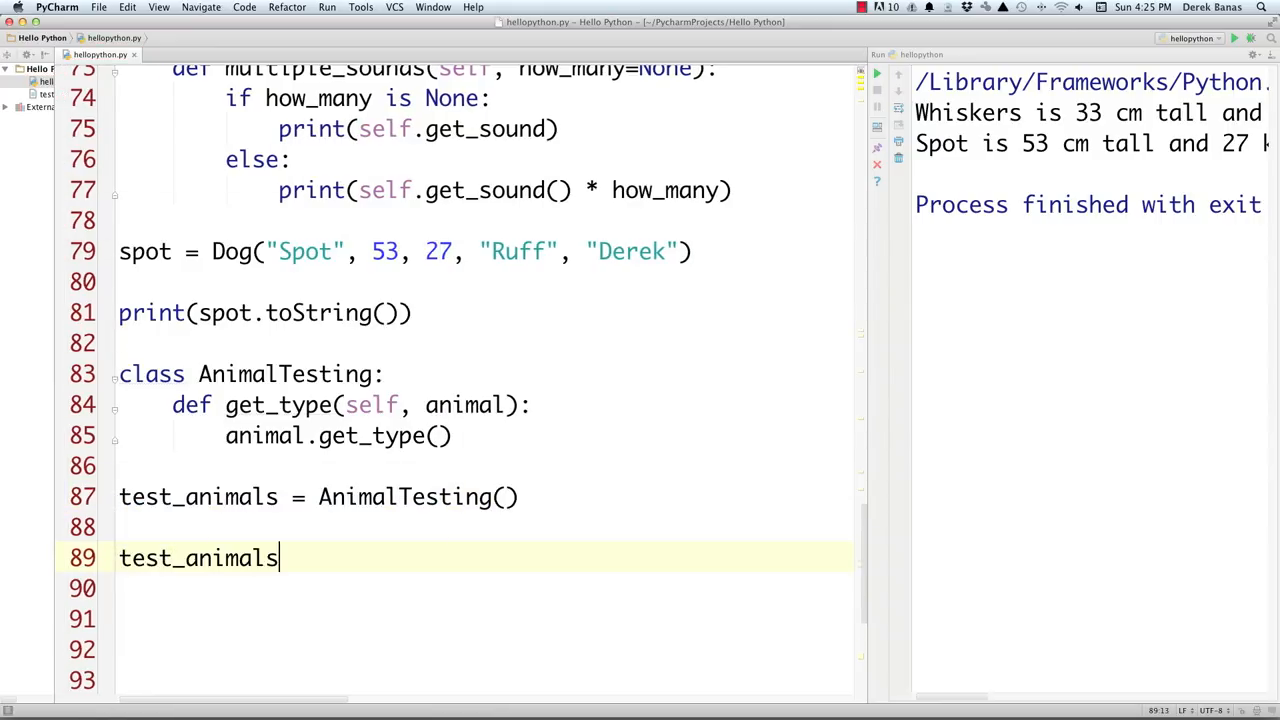 PyCharm File Edit View Navigate Code Refactor Run Tools VCS Window Help 10 Sun 4:25 PM Derek Banas
hellopython.py - Hello Python - [~/PycharmProjects/Hello Python]
Hello Python hellopython.py hellopython
hellopython.py Run hellopython
Hello P
hell
test
Externa
73 def multiple_sounds(self, how_many=None):
74 if how_many is None:
75 print(self.get_sound)
76 else:
77 print(self.get_sound() * how_many)
78
79 spot = Dog("Spot", 53, 27, "Ruff", "Derek")
80
81 print(spot.toString())
82
83 class AnimalTesting:
84 def get_type(self, animal):
85 animal.get_type()
86
87 test_animals = AnimalTesting()
88
89 test_animals
90
91
92
93
/Library/Frameworks/Python.
Whiskers is 33 cm tall and
Spot is 53 cm tall and 27 k
Process finished with exit
89:13 LF UTF-8